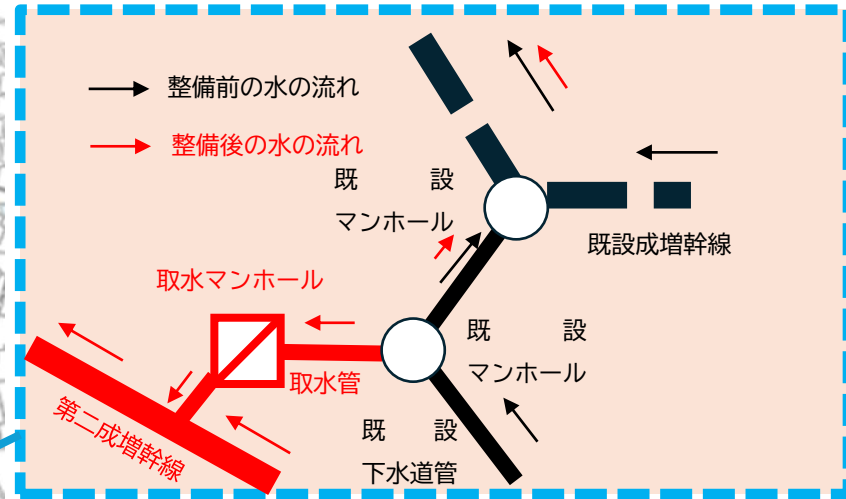 整備前の水の流れ
整備後の水の流れ
既 設
マンホール
既設成増幹線
取水マンホール
既 設
マンホール
取水管
第二成増幹線
既 設
下水道管